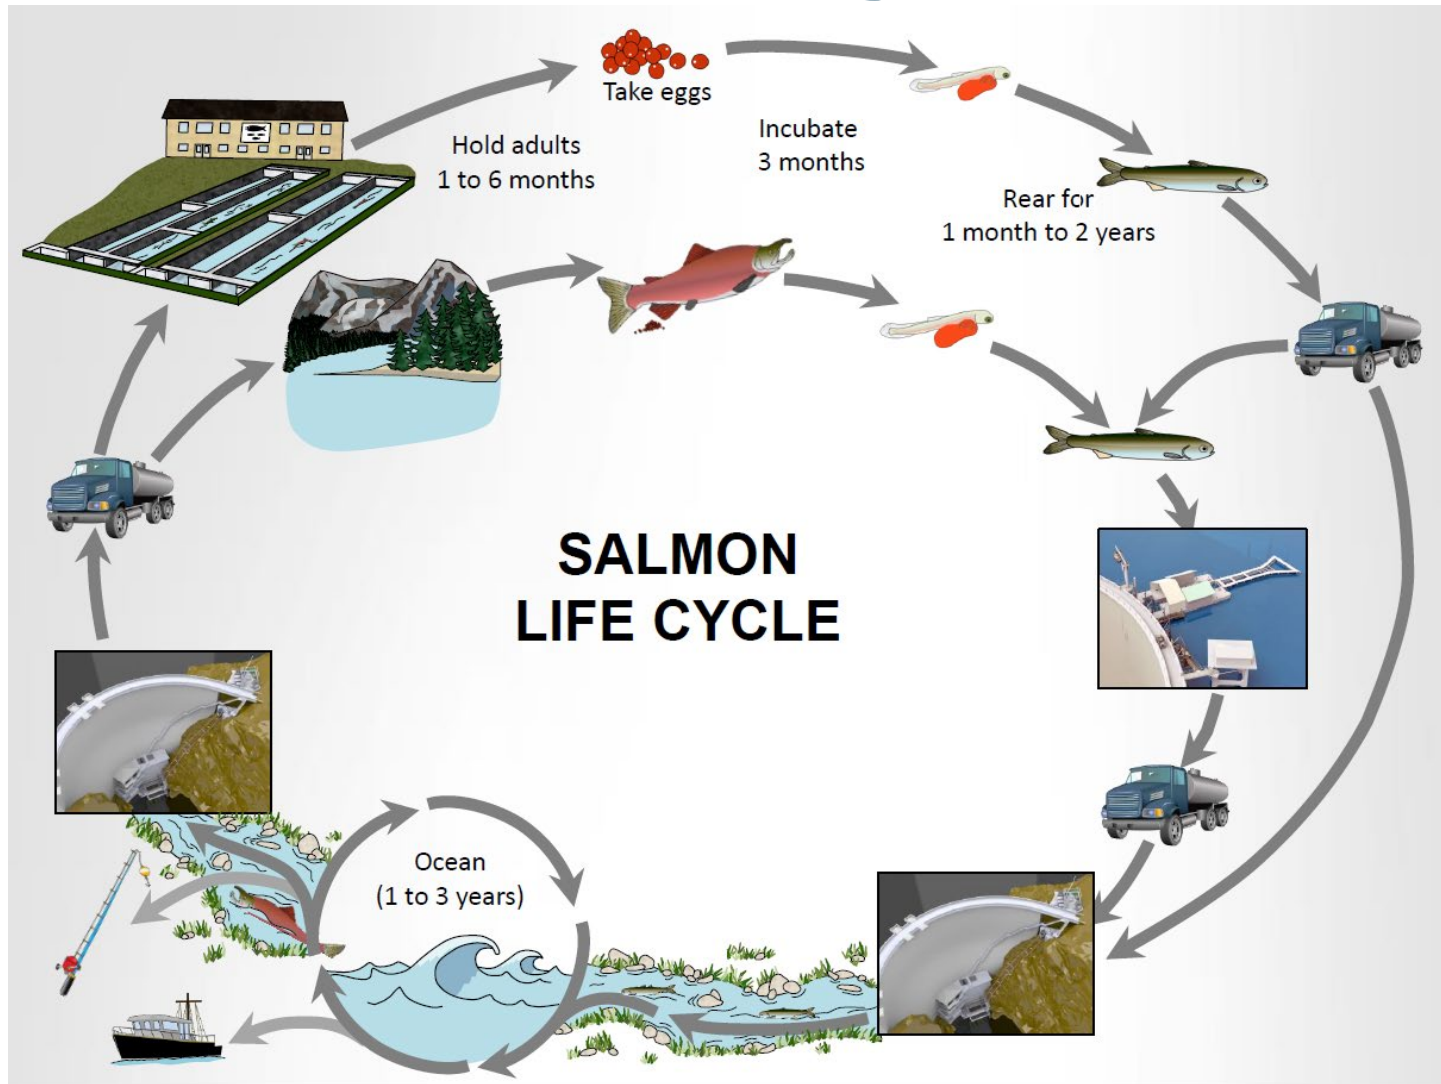 Take eggs
Hold adults
1 to 6 months
Incubate
3 months
Rear for
1 month to 2 years
SALMON
LIFE CYCLE
Ocean
(1 to 3 years)